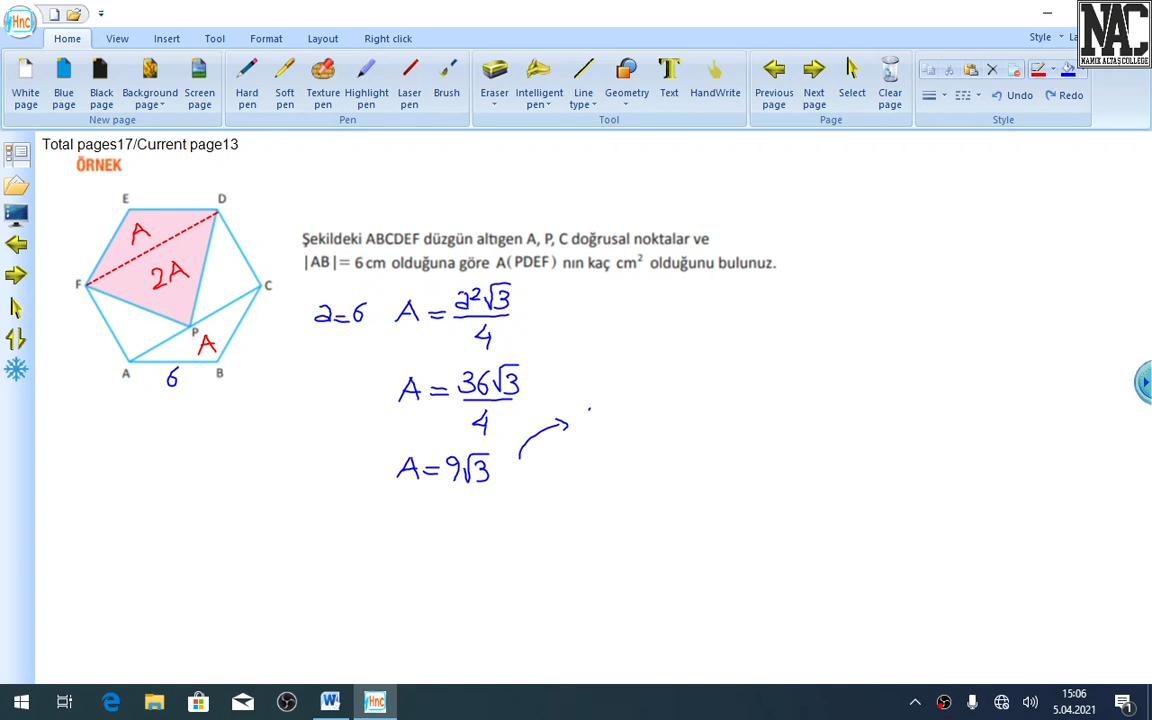 Hnc
NAC
NAMIK ALTAS COLLEGE
Home View Insert Tool Format Layout Right click
Style
White page
Blue page
Black page
Background page
Screen page
New page
Hard pen
Soft pen
Texture pen
Highlight pen
Laser pen
Brush
Pen
Eraser
Intelligent pen
Line type
Geometry
Text
HandWrite
Tool
Previous page
Next page
Select
Clear page
Page
Undo
Redo
Style
Total pages17/Current page13
ÖRNEK
E D
A
2A
F C
P
A
A B
6
Şekildeki ABCDEF düzgün altıgen A, P, C doğrusal noktalar ve
|AB|= 6 cm olduğuna göre A(PDEF) nın kaç cm² olduğunu bulunuz.
a=6 A = a²√3/4
A = 36√3/4
A = 9√3
W
Hnc
15:06
5.04.2021
1